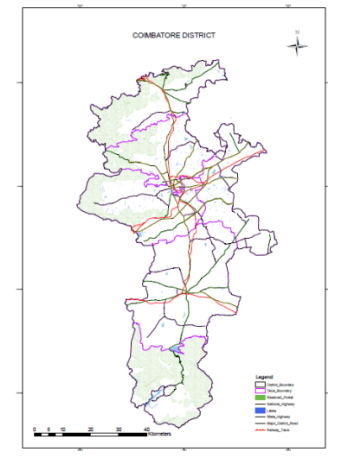 COIMBATORE DISTRICT
N
Legend
District_Boundary
Taluk_Boundary
Reserved_Forest
National_Highway
Lakes
State_Highway
Major_District_Road
Railway_Track
0 5 10 20 30 40
Kilometers